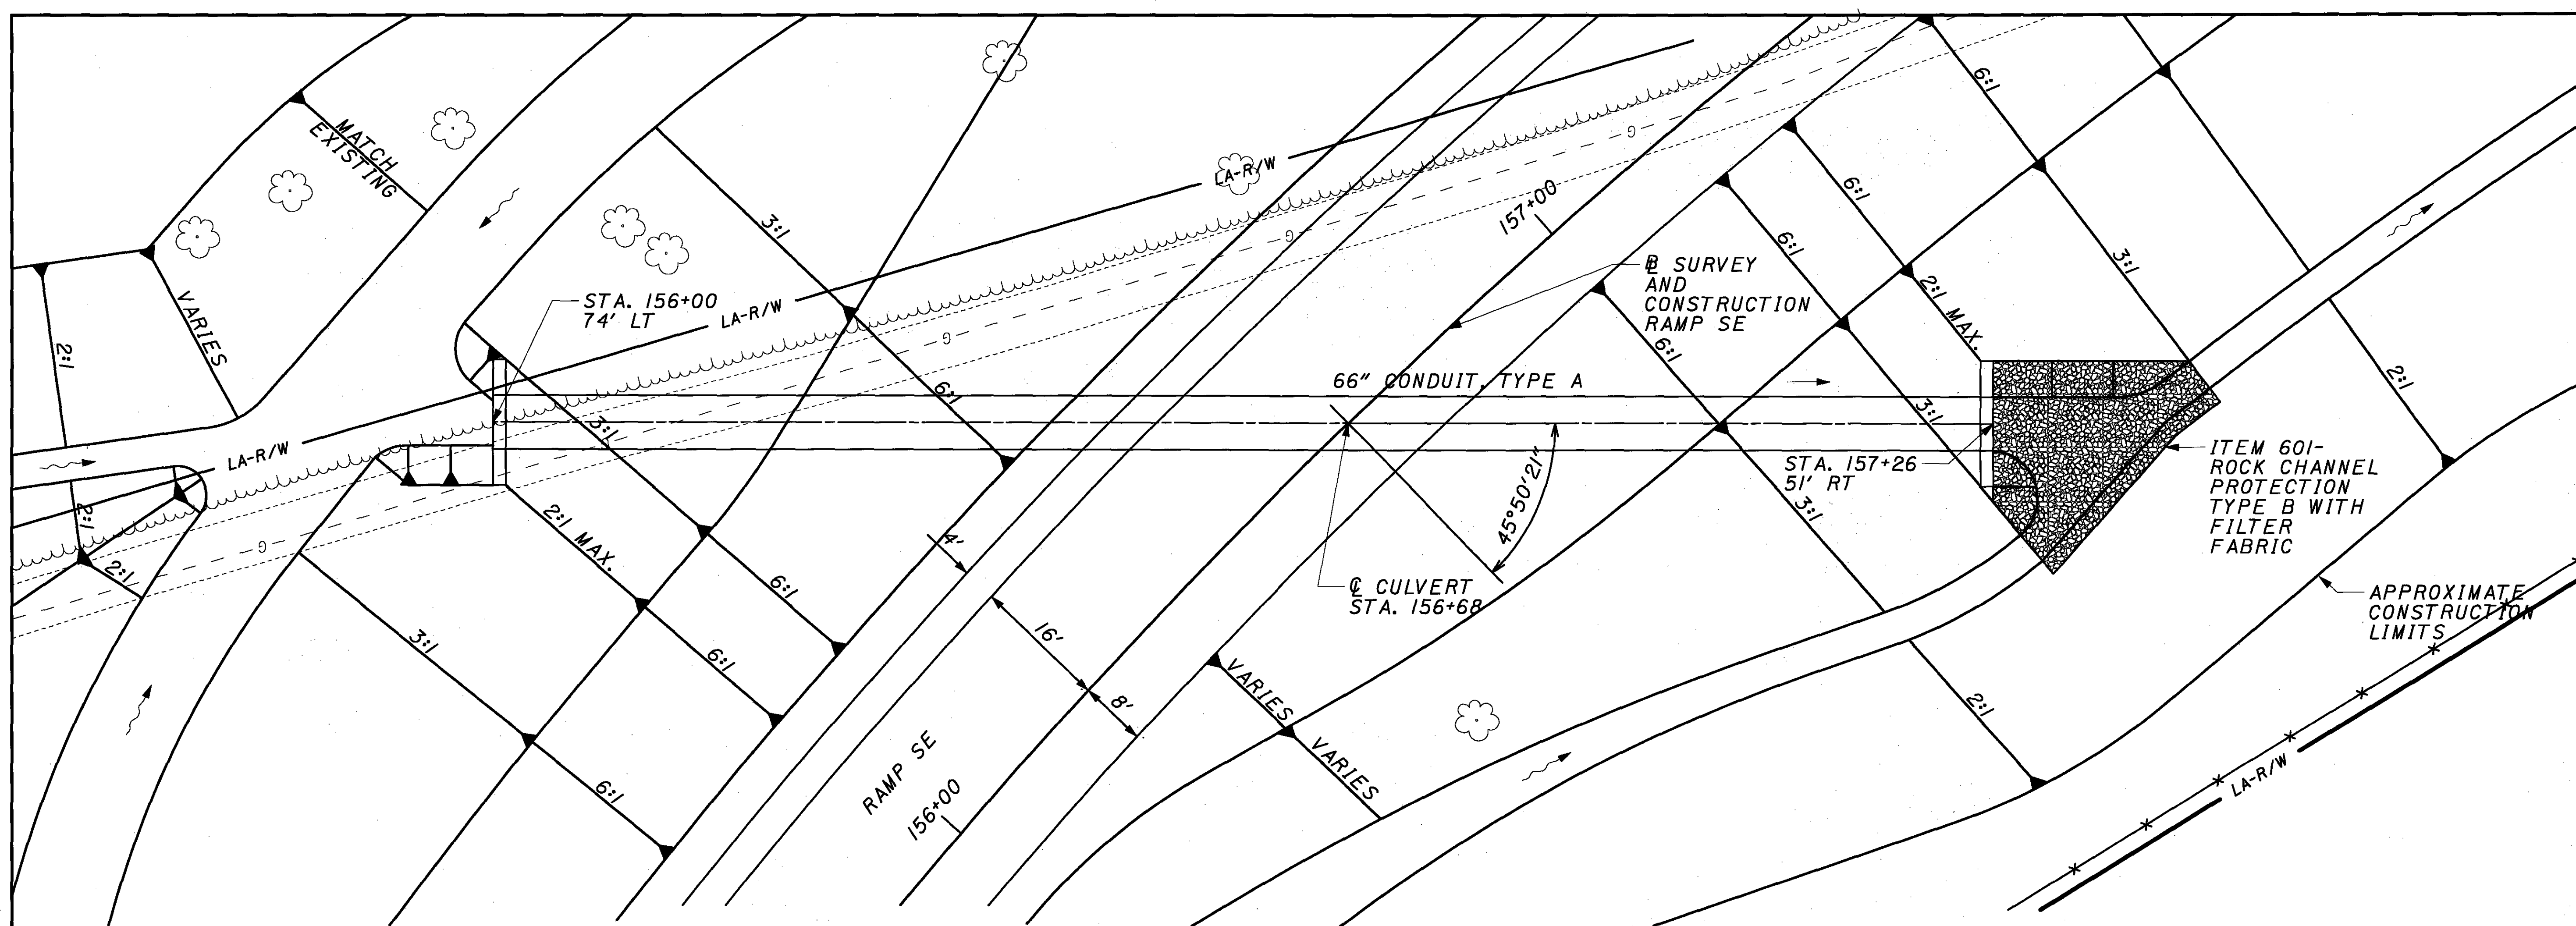 MATCH
EXISTING
VARIES
2:1
LA-R/W
2:1
2:1
G
STA. 156+00
74' LT
LA-R/W
3:1
3:1
6:1
2:1 MAX.
6:1
6:1
3:1
6:1
G
LA-R/W
G
G
157+00
℄ SURVEY
AND
CONSTRUCTION
RAMP SE
66" CONDUIT, TYPE A
45°50'21"
℄ CULVERT
STA. 156+68
4'
16'
8'
RAMP SE
156+00
VARIES
VARIES
6:1
3:1
6:1
3:1
6:1
2:1 MAX.
6:1
3:1
STA. 157+26
51' RT
ITEM 601-
ROCK CHANNEL
PROTECTION
TYPE B WITH
FILTER
FABRIC
2:1
2:1
APPROXIMATE
CONSTRUCTION
LIMITS
LA-R/W